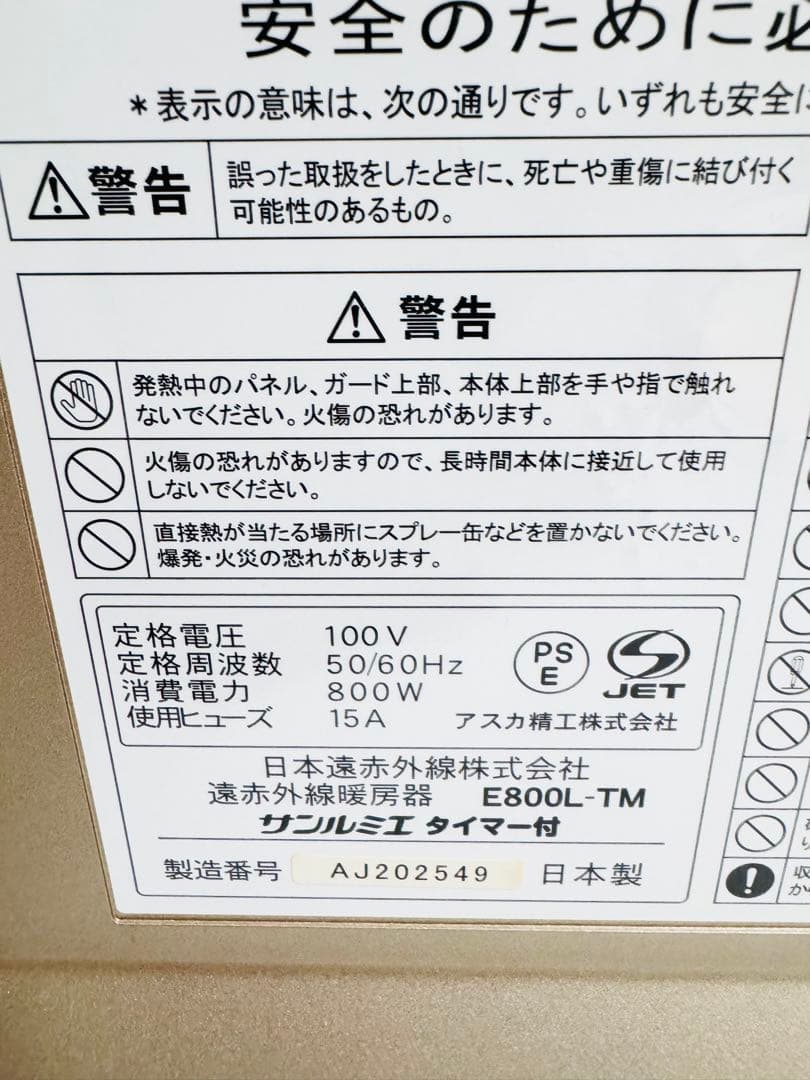 安全のために必
＊表示の意味は、次の通りです。いずれも安全に
警告
誤った取扱をしたときに、死亡や重傷に結び付く
可能性のあるもの。
警告
発熱中のパネル、ガード上部、本体上部を手や指で触れ
ないでください。火傷の恐れがあります。
火傷の恐れがありますので、長時間本体に接近して使用
しないでください。
直接熱が当たる場所にスプレー缶などを置かないでください。
爆発・火災の恐れがあります。
定格電圧 100V
定格周波数 50/60Hz
消費電力 800W
使用ヒューズ 15A
PS
E
JET
アスカ精工株式会社
日本遠赤外線株式会社
遠赤外線暖房器 E800L-TM
サンルミエ タイマー付
製造番号 AJ202549 日本製
収
か